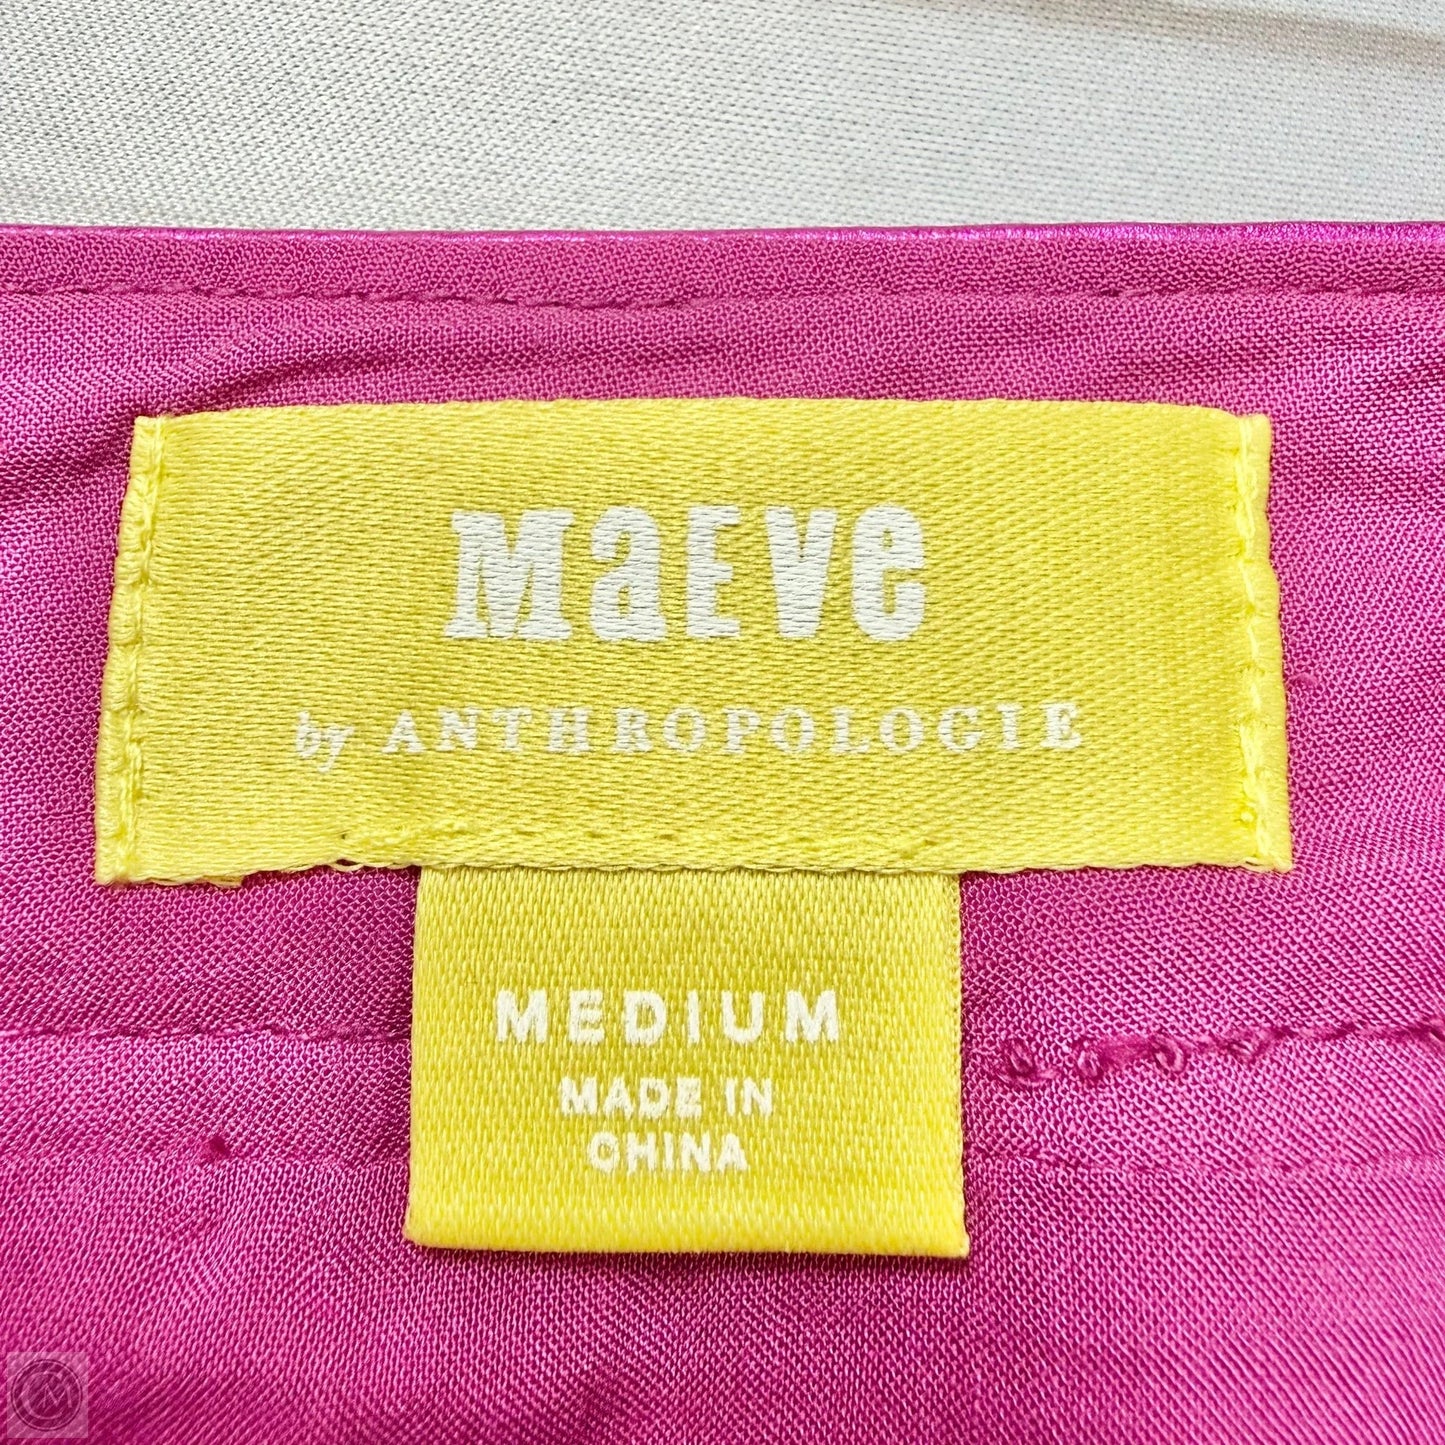 MaEve
by ANTHROPOLOGIE
MEDIUM
MADE IN
CHINA